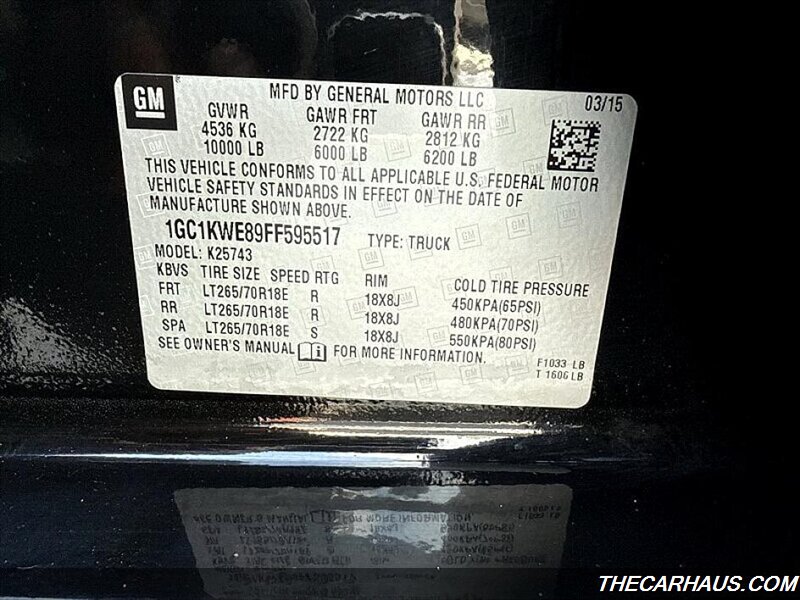 GM
MFD BY GENERAL MOTORS LLC 03/15
GVWR GAWR FRT GAWR RR
4536 KG 2722 KG 2812 KG
10000 LB 6000 LB 6200 LB
THIS VEHICLE CONFORMS TO ALL APPLICABLE U.S. FEDERAL MOTOR
VEHICLE SAFETY STANDARDS IN EFFECT ON THE DATE OF
MANUFACTURE SHOWN ABOVE.
1GC1KWE89FF595517 TYPE: TRUCK
MODEL: K25743
KBVS TIRE SIZE SPEED RTG RIM COLD TIRE PRESSURE
FRT LT265/70R18E R 18X8J 450KPA(65PSI)
RR LT265/70R18E R 18X8J 480KPA(70PSI)
SPA LT265/70R18E S 18X8J 550KPA(80PSI)
SEE OWNER'S MANUAL FOR MORE INFORMATION.
F1033 LB
T 1606 LB
THECARHAUS.COM